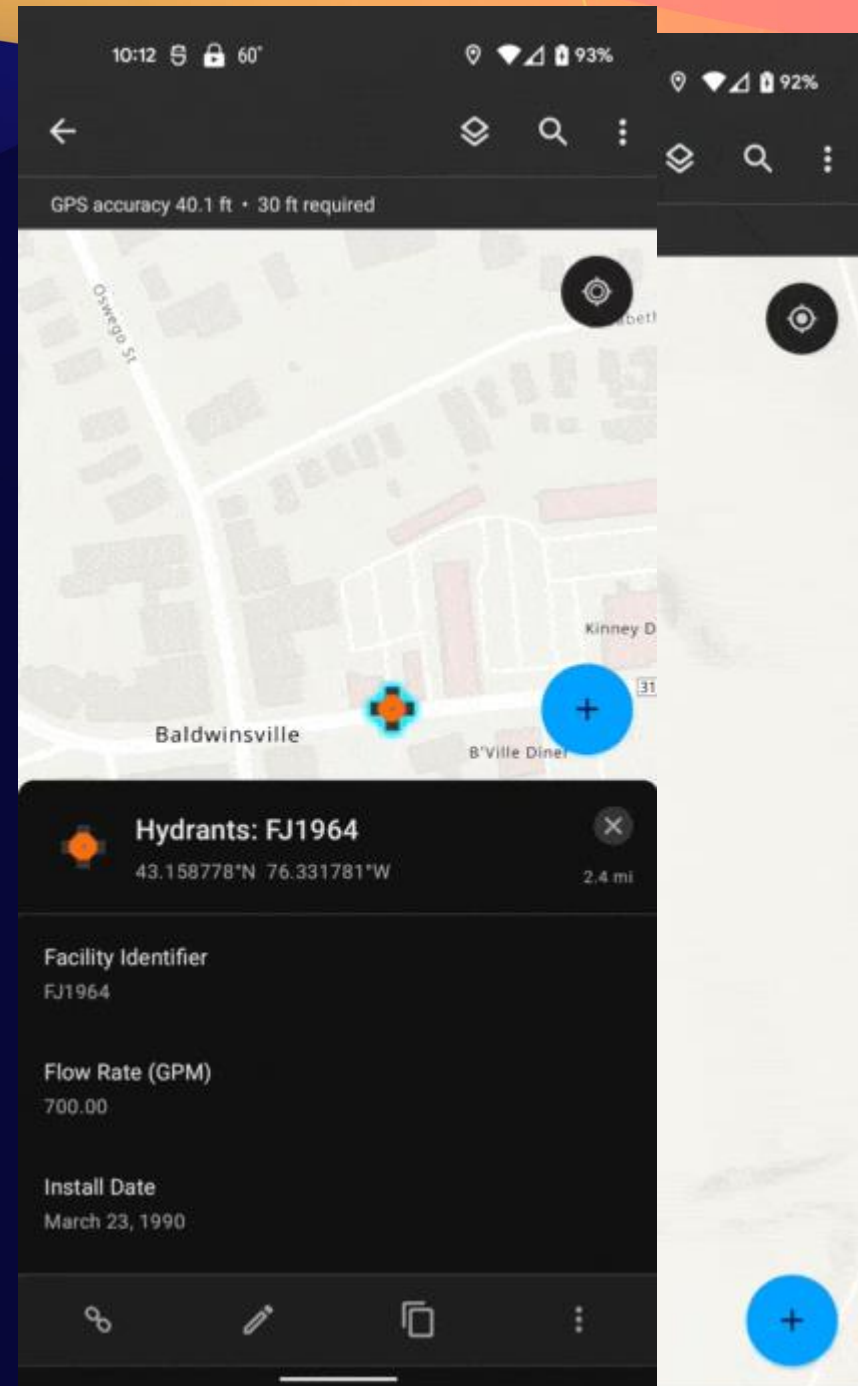 10:12 60° 93%
92%
GPS accuracy 40.1 ft • 30 ft required
Oswego St
Kinney D
31
Baldwinsville
B'Ville Diner
Hydrants: FJ1964
43.158778°N 76.331781°W
2.4 mi
Facility Identifier
FJ1964
Flow Rate (GPM)
700.00
Install Date
March 23, 1990